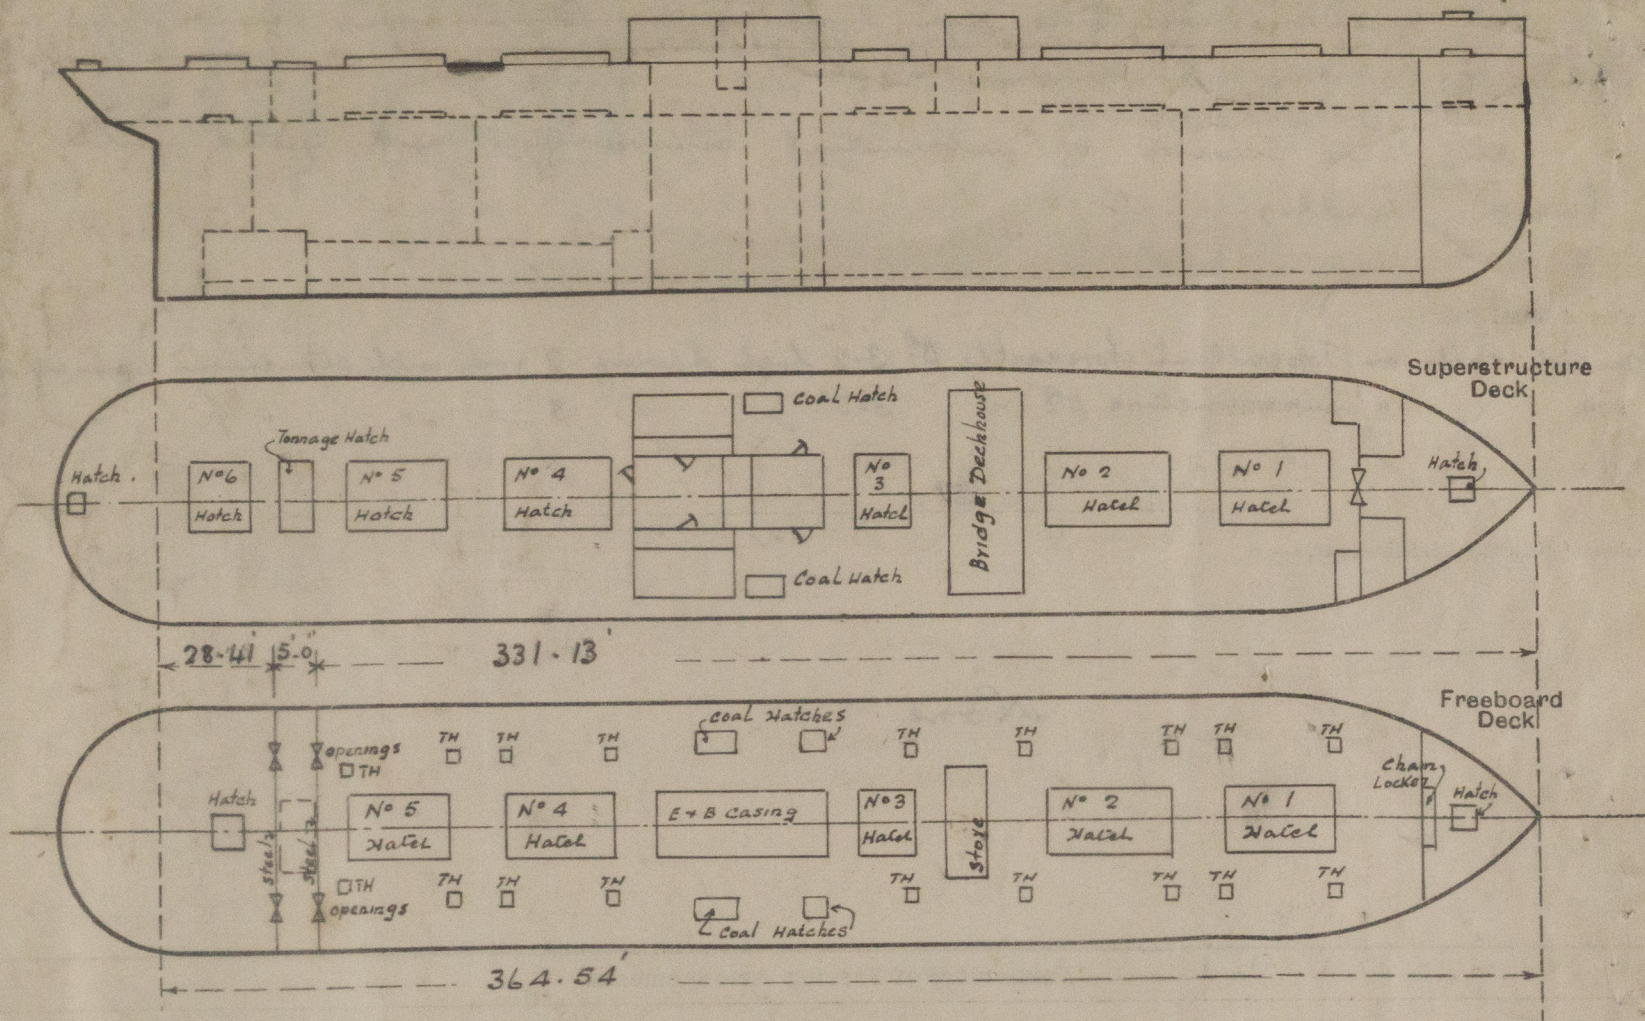 Superstructure
Deck
Coal Hatch
Tonnage Hatch
Hatch.
No 6
Hatch
No 5
Hatch
No 4
Hatch
No
3
Hatch
Bridge Deckhouse
No 2
Hatch
No 1
Hatch
Hatch
Coal Hatch
28.41'
5'.0"
331.13'
Freeboard
Deck
Coal Hatches
openings
TH
TH
TH
TH
TH
TH
TH
TH
TH
Chain
Locker
Hatch
Hatch
steel
steel
No 5
Hatch
No 4
Hatch
E & B Casing
No 3
Hatch
Store
No 2
Hatch
No 1
Hatch
TH
TH
TH
TH
TH
TH
TH
TH
TH
openings
Coal Hatches
364.54'